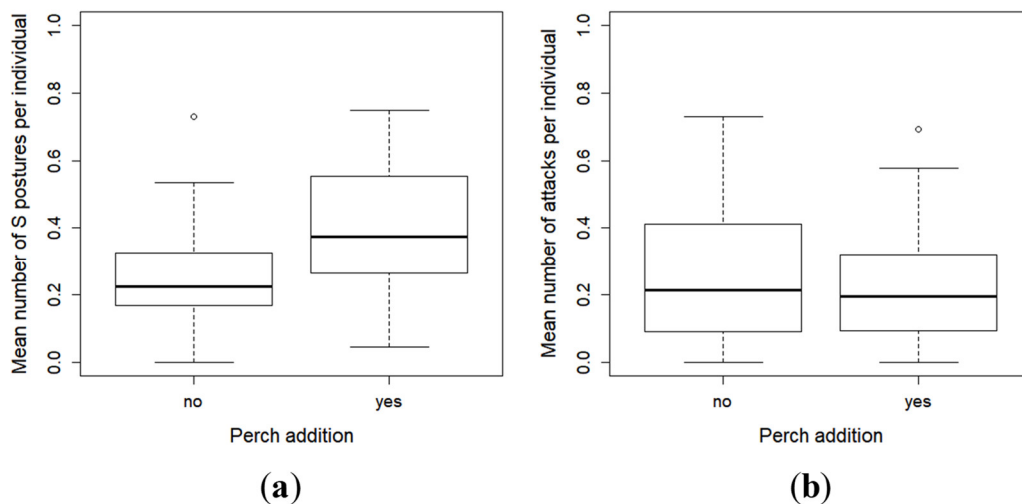 Mean number of S postures per individual
1.0
0.8
0.6
0.4
0.2
0.0
no yes
Perch addition
(a)
Mean number of attacks per individual
1.0
0.8
0.6
0.4
0.2
0.0
no yes
Perch addition
(b)